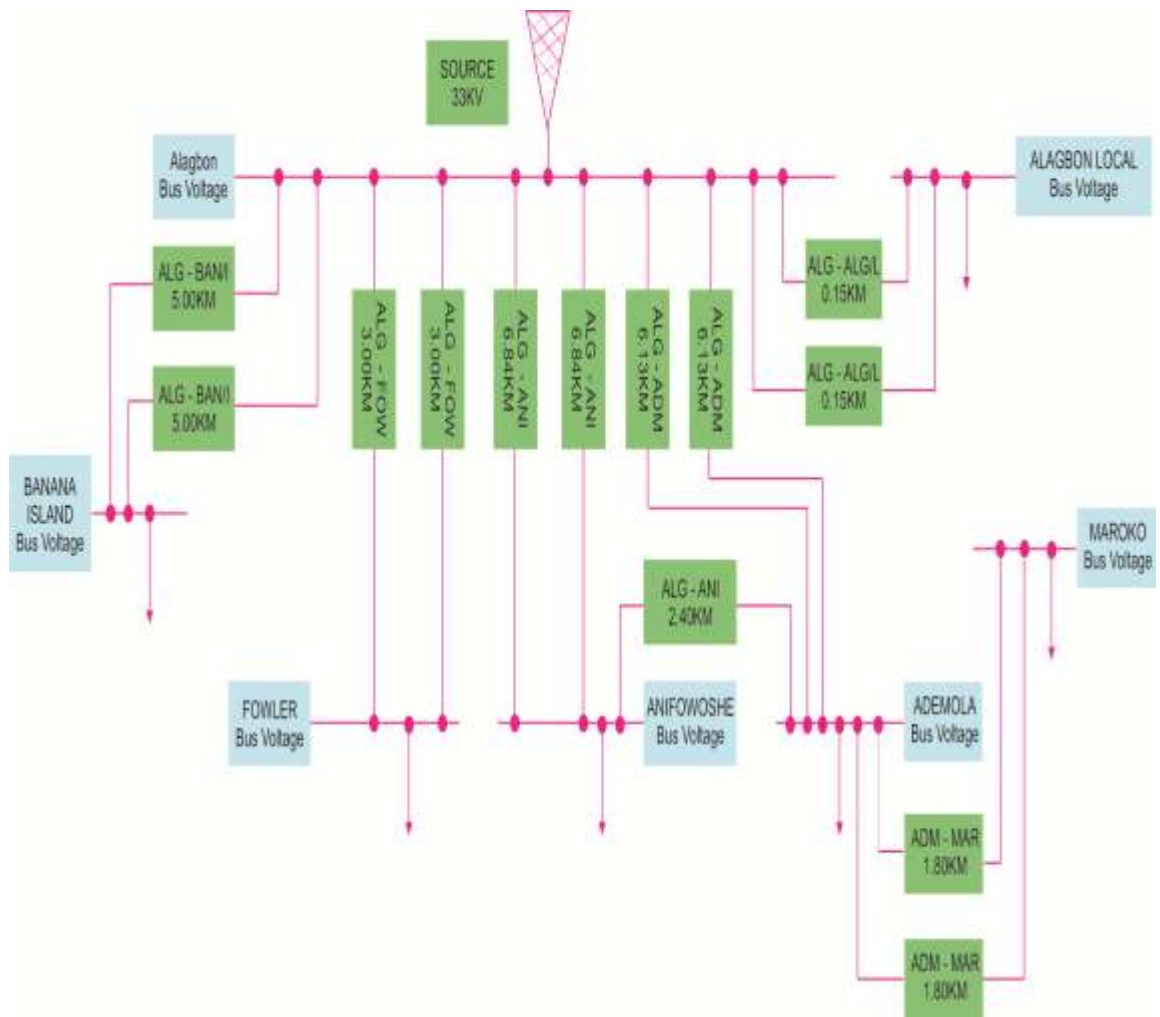 SOURCE
33KV
Alagbon
Bus Voltage
ALAGBON LOCAL
Bus Voltage
ALG - BAN/I
5.00KM
ALG - ALG/L
0.15KM
ALG - FOW
3.00KM
ALG - FOW
3.00KM
ALG - ANI
6.84KM
ALG - ANI
6.84KM
ALG - ADM
6.13KM
ALG - ADM
6.13KM
ALG - BAN/I
5.00KM
ALG - ALG/L
0.15KM
BANANA
ISLAND
Bus Voltage
MAROKO
Bus Voltage
ALG - ANI
2.40KM
FOWLER
Bus Voltage
ANIFOWOSHE
Bus Voltage
ADEMOLA
Bus Voltage
ADM - MAR
1.80KM
ADM - MAR
1.80KM